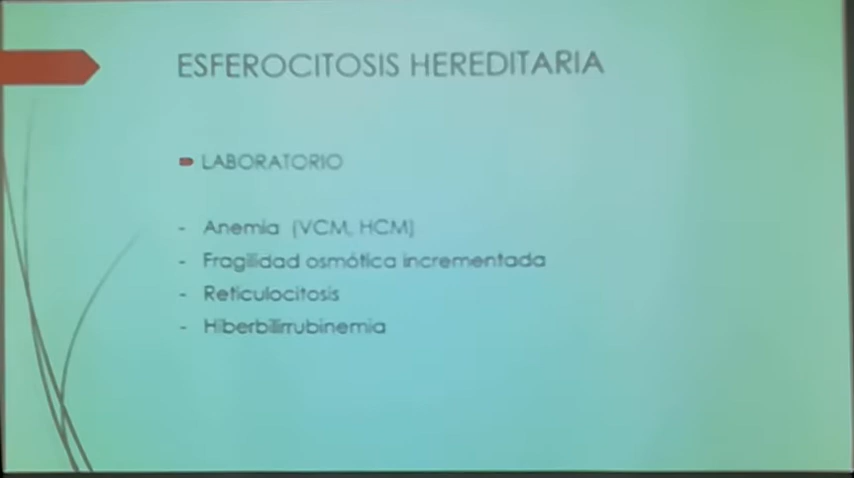 ESFEROCITOSIS HEREDITARIA
LABORATORIO
- Anemia (VCM, HCM)
- Fragilidad osmótica incrementada
- Reticulocitosis
- Hiberbilirrubinemia